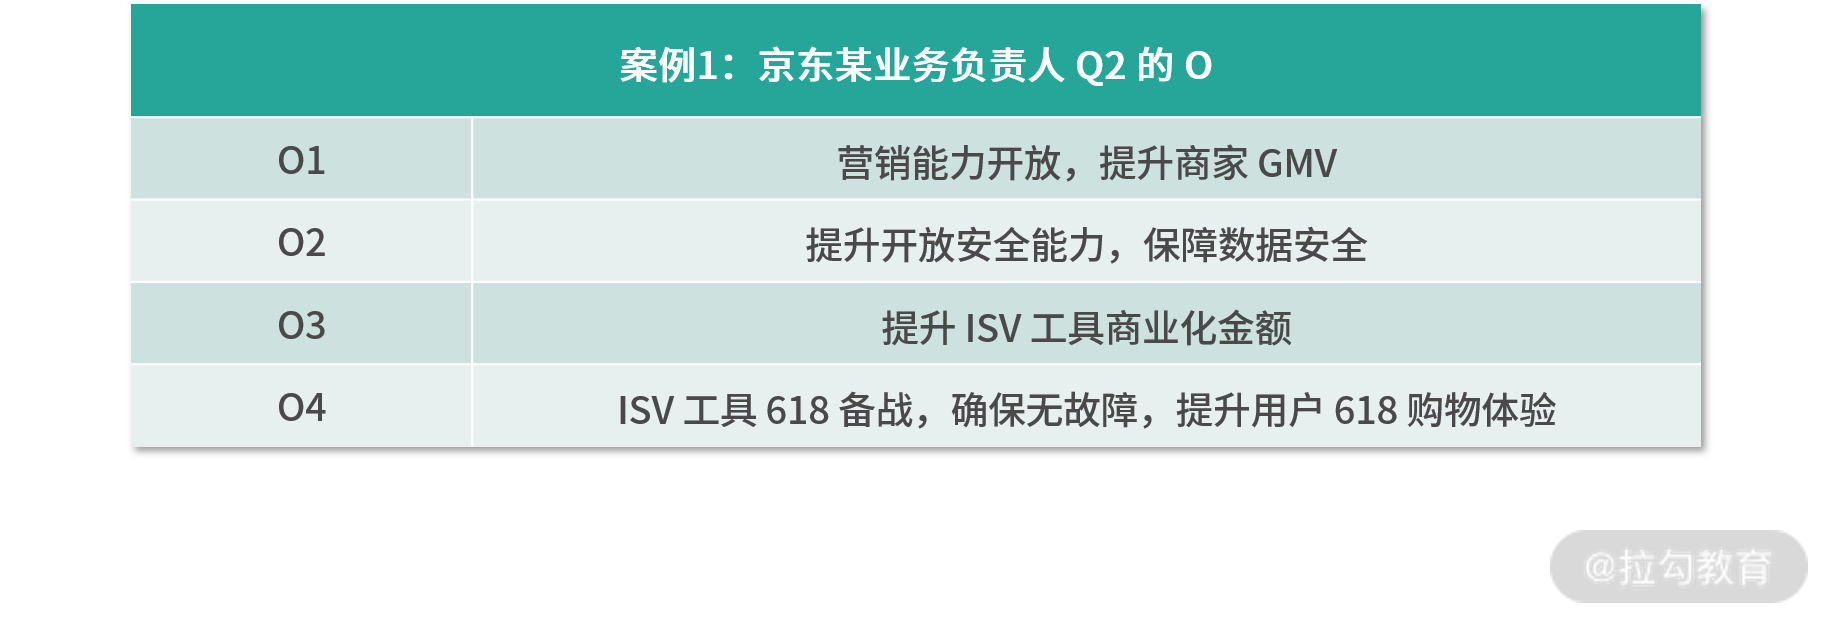 案例1：京东某业务负责人 Q2 的 O
O1 营销能力开放，提升商家 GMV
O2 提升开放安全能力，保障数据安全
O3 提升 ISV 工具商业化金额
O4 ISV 工具 618 备战，确保无故障，提升用户 618 购物体验
@拉勾教育